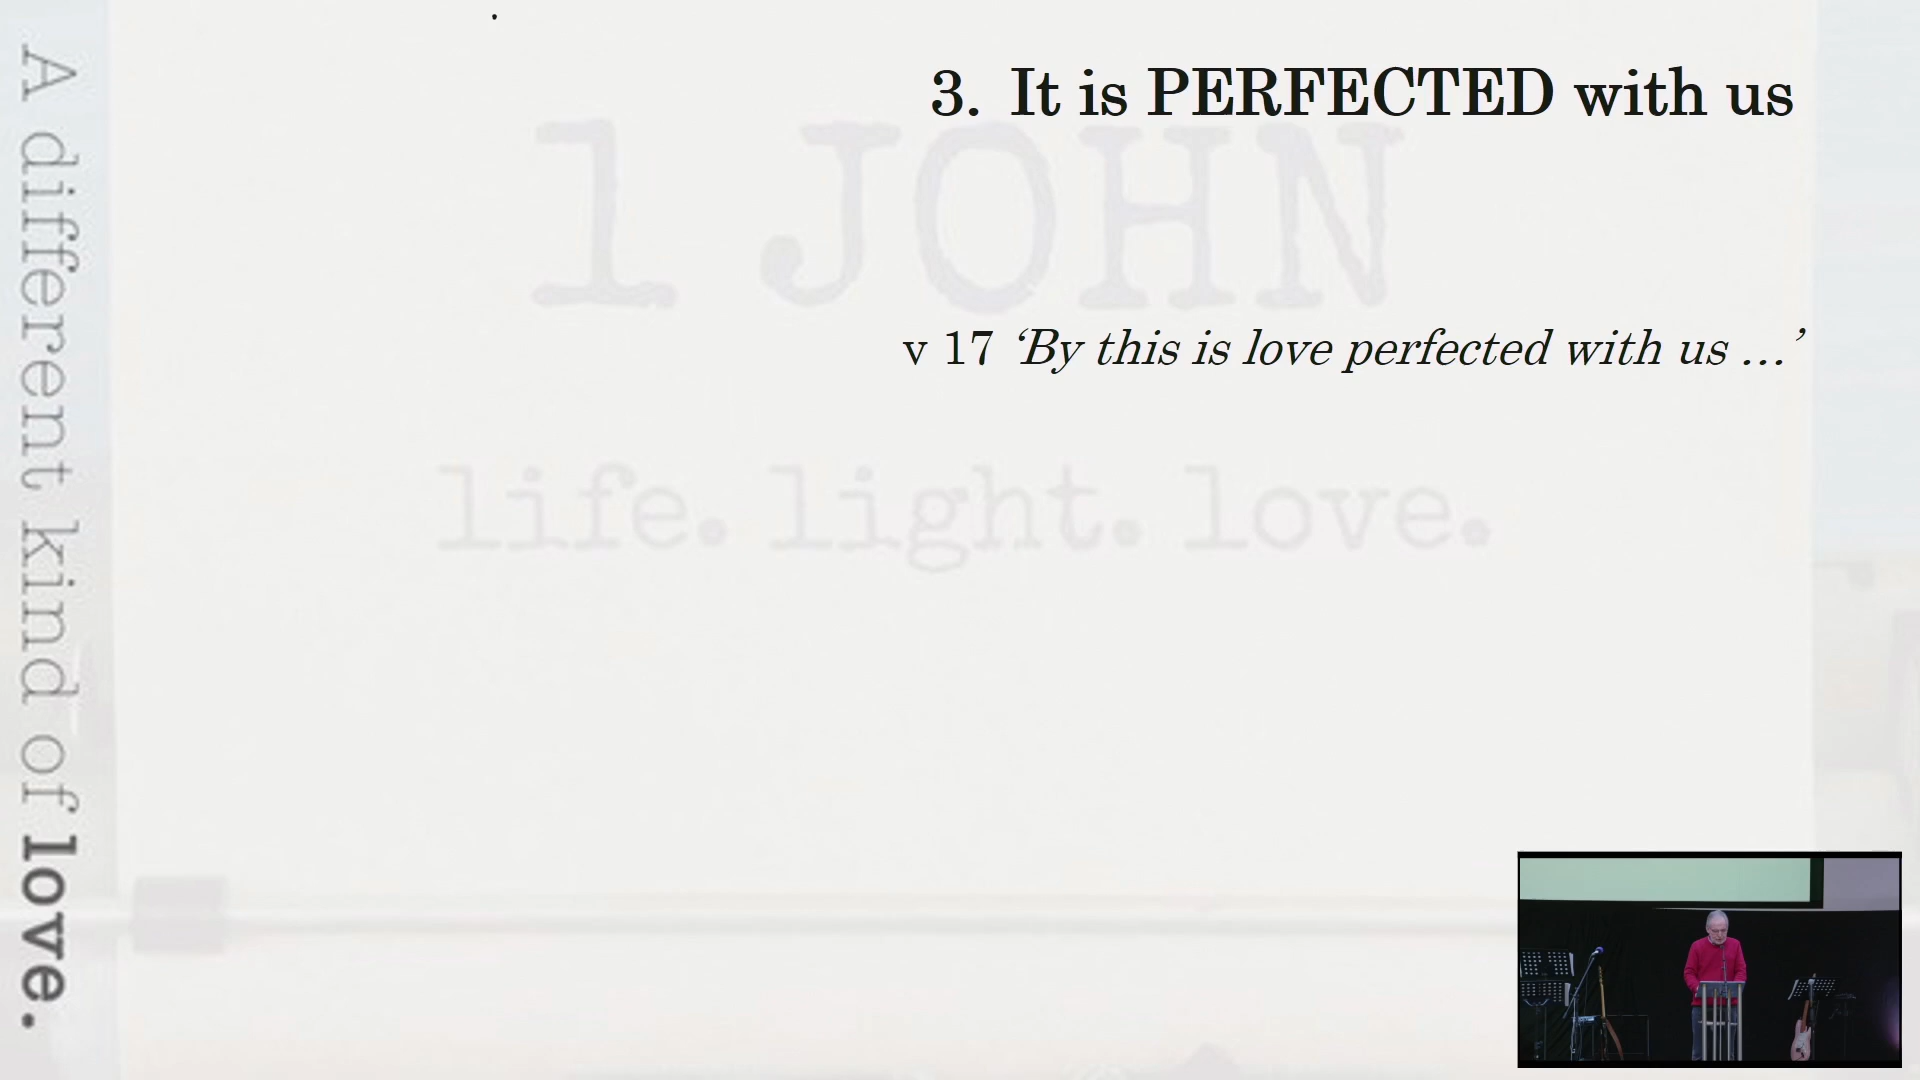 A different kind of love.
3. It is PERFECTED with us
1 JOHN
v 17 ‘By this is love perfected with us ...’
life. light. love.